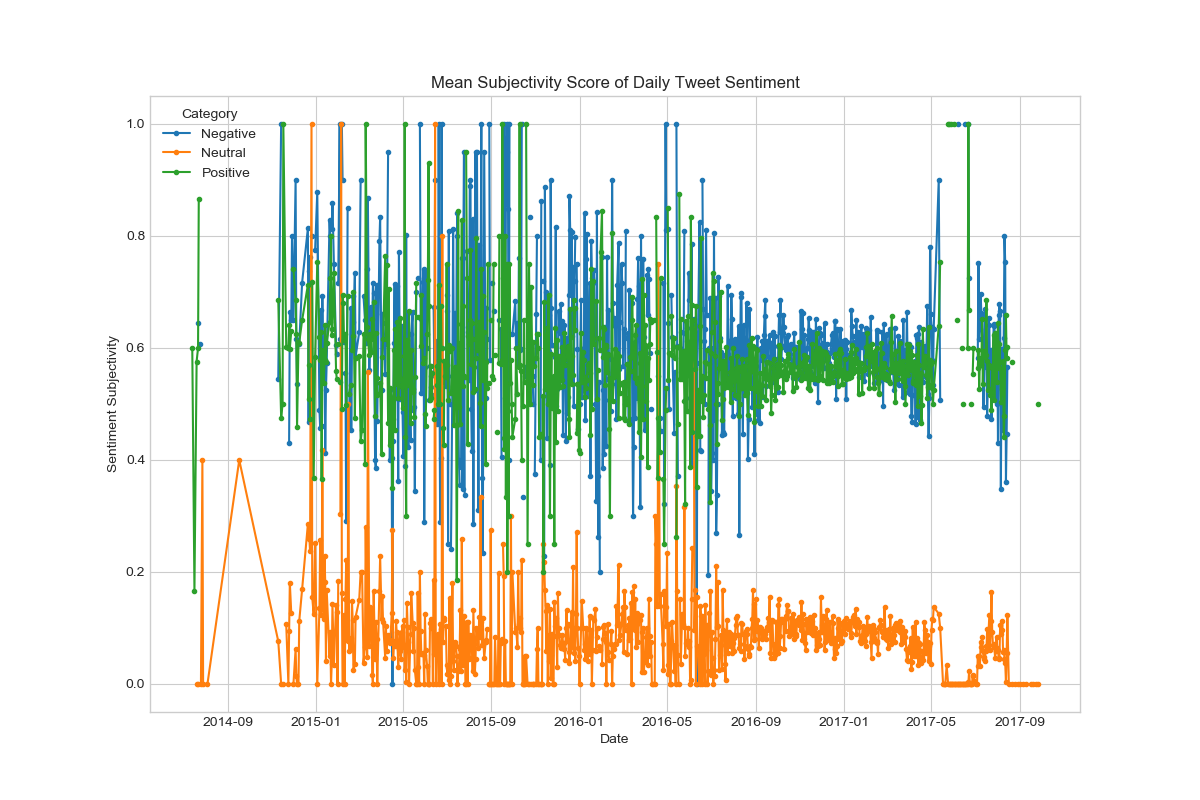 Mean Subjectivity Score of Daily Tweet Sentiment
Category
Negative
Neutral
Positive
Sentiment Subjectivity
1.0
0.8
0.6
0.4
0.2
0.0
2014-09 2015-01 2015-05 2015-09 2016-01 2016-05 2016-09 2017-01 2017-05 2017-09
Date